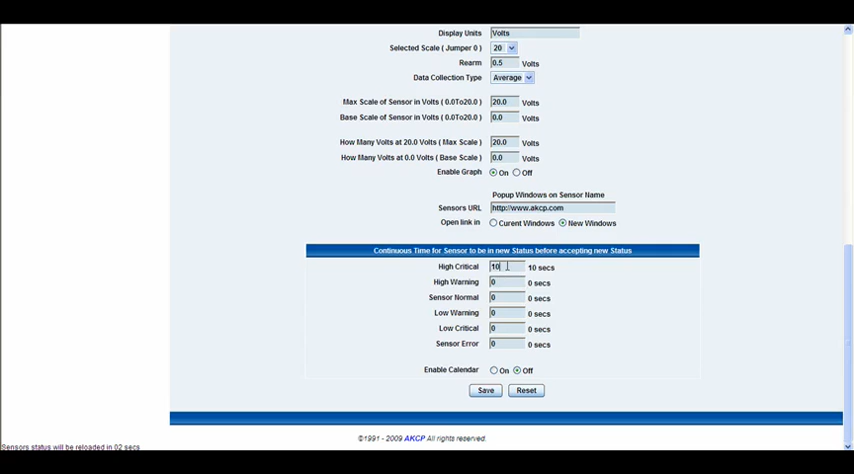 Display Units Volts
Selected Scale ( Jumper 0 ) 20
Rearm 0.5 Volts
Data Collection Type Average
Max Scale of Sensor in Volts ( 0.0To20.0 ) 20.0 Volts
Base Scale of Sensor in Volts ( 0.0To20.0 ) 0.0 Volts
How Many Volts at 20.0 Volts ( Max Scale ) 20.0 Volts
How Many Volts at 0.0 Volts ( Base Scale ) 0.0 Volts
Enable Graph On Off
Popup Windows on Sensor Name
Sensors URL http://www.akcp.com
Open link in Curent Windows New Windows
Continuous Time for Sensor to be in new Status before accepting new Status
High Critical 10 10 secs
High Warning 0 0 secs
Sensor Normal 0 0 secs
Low Warning 0 0 secs
Low Critical 0 0 secs
Sensor Error 0 0 secs
Enable Calendar On Off
Save Reset
©1991 - 2009 AKCP All rights reserved.
Sensors status will be reloaded in 02 secs